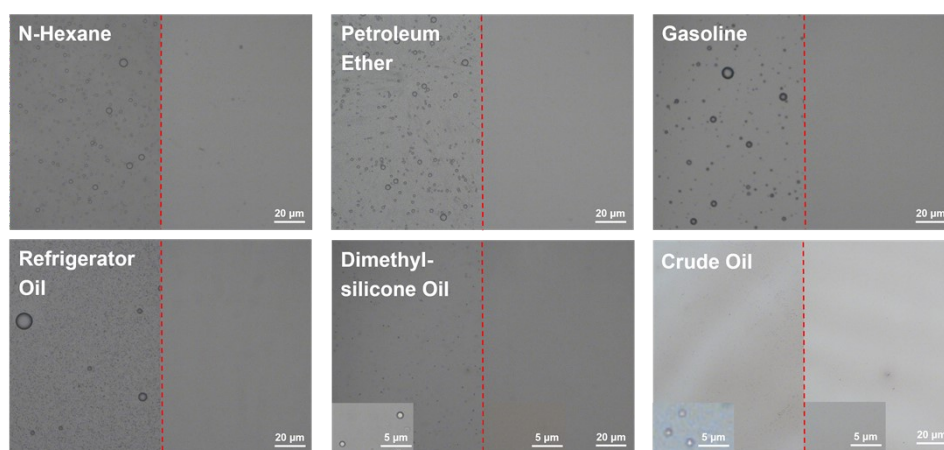 N-Hexane
20 µm
Petroleum
Ether
20 µm
Gasoline
20 µm
Refrigerator
Oil
20 µm
Dimethyl-
silicone Oil
5 µm
5 µm
20 µm
Crude Oil
5 µm
5 µm
20 µm